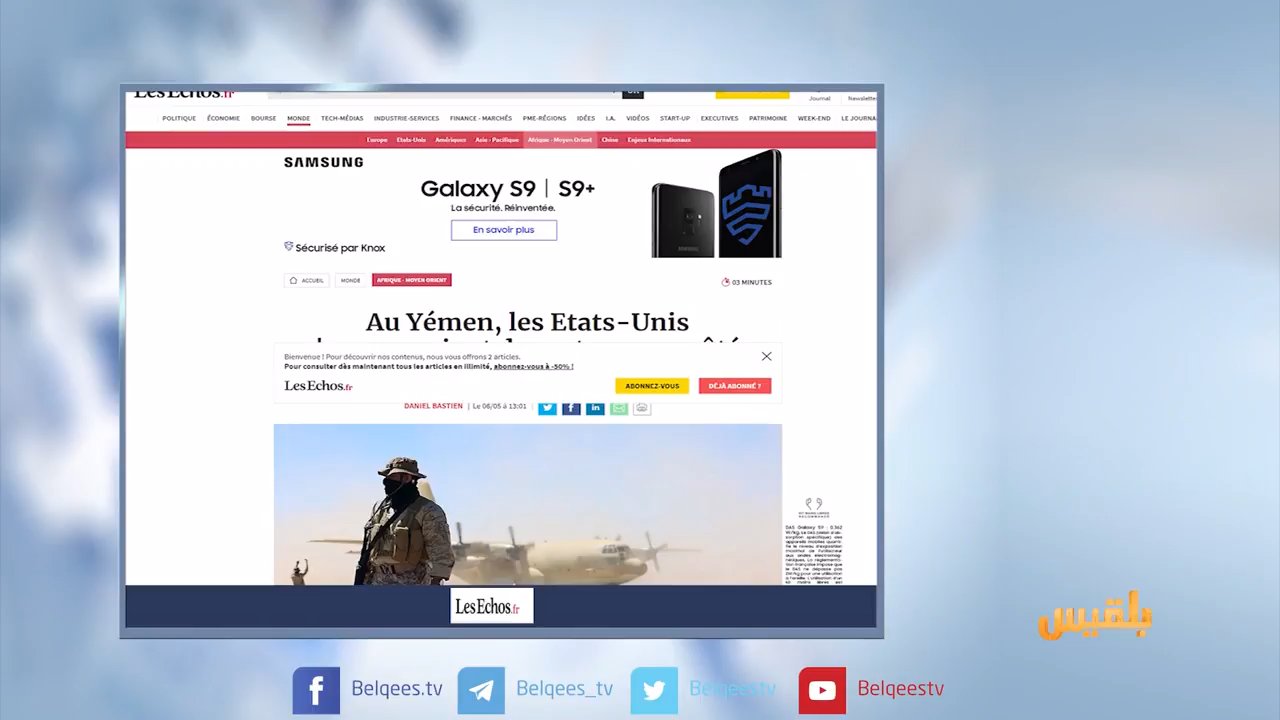 LesEchos.fr
OK
Journal
Newsletter
POLITIQUE ÉCONOMIE BOURSE MONDE TECH-MÉDIAS INDUSTRIE-SERVICES FINANCE - MARCHÉS PME-RÉGIONS IDÉES I.A. VIDÉOS START-UP EXECUTIVES PATRIMOINE WEEK-END LE JOURNA
Europe Etats-Unis Amériques Asie - Pacifique Afrique - Moyen Orient Chine Enjeux Internationaux
SAMSUNG
Galaxy S9 | S9+
La sécurité. Réinventée.
En savoir plus
Sécurisé par Knox
ACCUEIL MONDE AFRIQUE - MOYEN ORIENT
03 MINUTES
Au Yémen, les Etats-Unis
Bienvenue ! Pour découvrir nos contenus, nous vous offrons 2 articles.
Pour consulter dès maintenant tous les articles en illimité, abonnez-vous à -50% !
LesEchos.fr
ABONNEZ-VOUS DÉJÀ ABONNÉ ?
DANIEL BASTIEN | Le 06/05 à 13:01
LesEchos.fr
بلقيس
Belqees.tv Belqees_tv Belqeestv Belqeestv